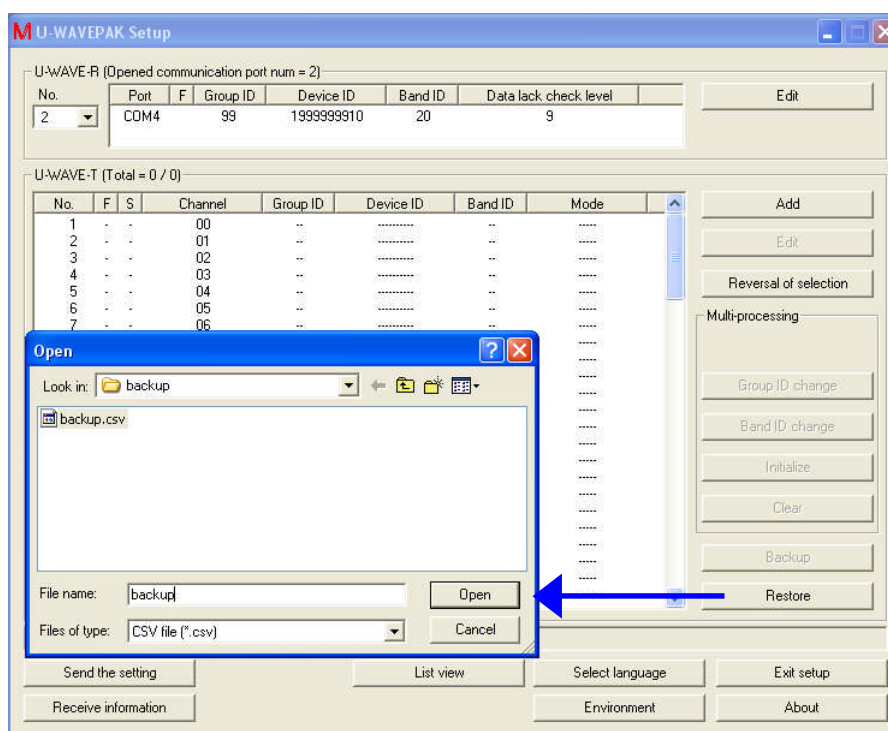 M U-WAVEPAK Setup
U-WAVE-R (Opened communication port num = 2)
No. Port F Group ID Device ID Band ID Data lack check level Edit
2 COM4 99 1999999910 20 9
U-WAVE-T (Total = 0 / 0)
No. F S Channel Group ID Device ID Band ID Mode Add
1 - - 00 -- ---------- -- -----
2 - - 01 -- ---------- -- ----- Edit
3 - - 02 -- ---------- -- -----
4 - - 03 -- ---------- -- -----
5 - - 04 -- ---------- -- ----- Reversal of selection
6 - - 05 -- ---------- -- -----
7 - - 06 -- ---------- -- ----- Multi-processing
Open
Look in: backup
Group ID change
backup.csv
Band ID change
Initialize
Clear
Backup
File name: backup Open Restore
Files of type: CSV file (*.csv) Cancel
Send the setting List view Select language Exit setup
Receive information Environment About